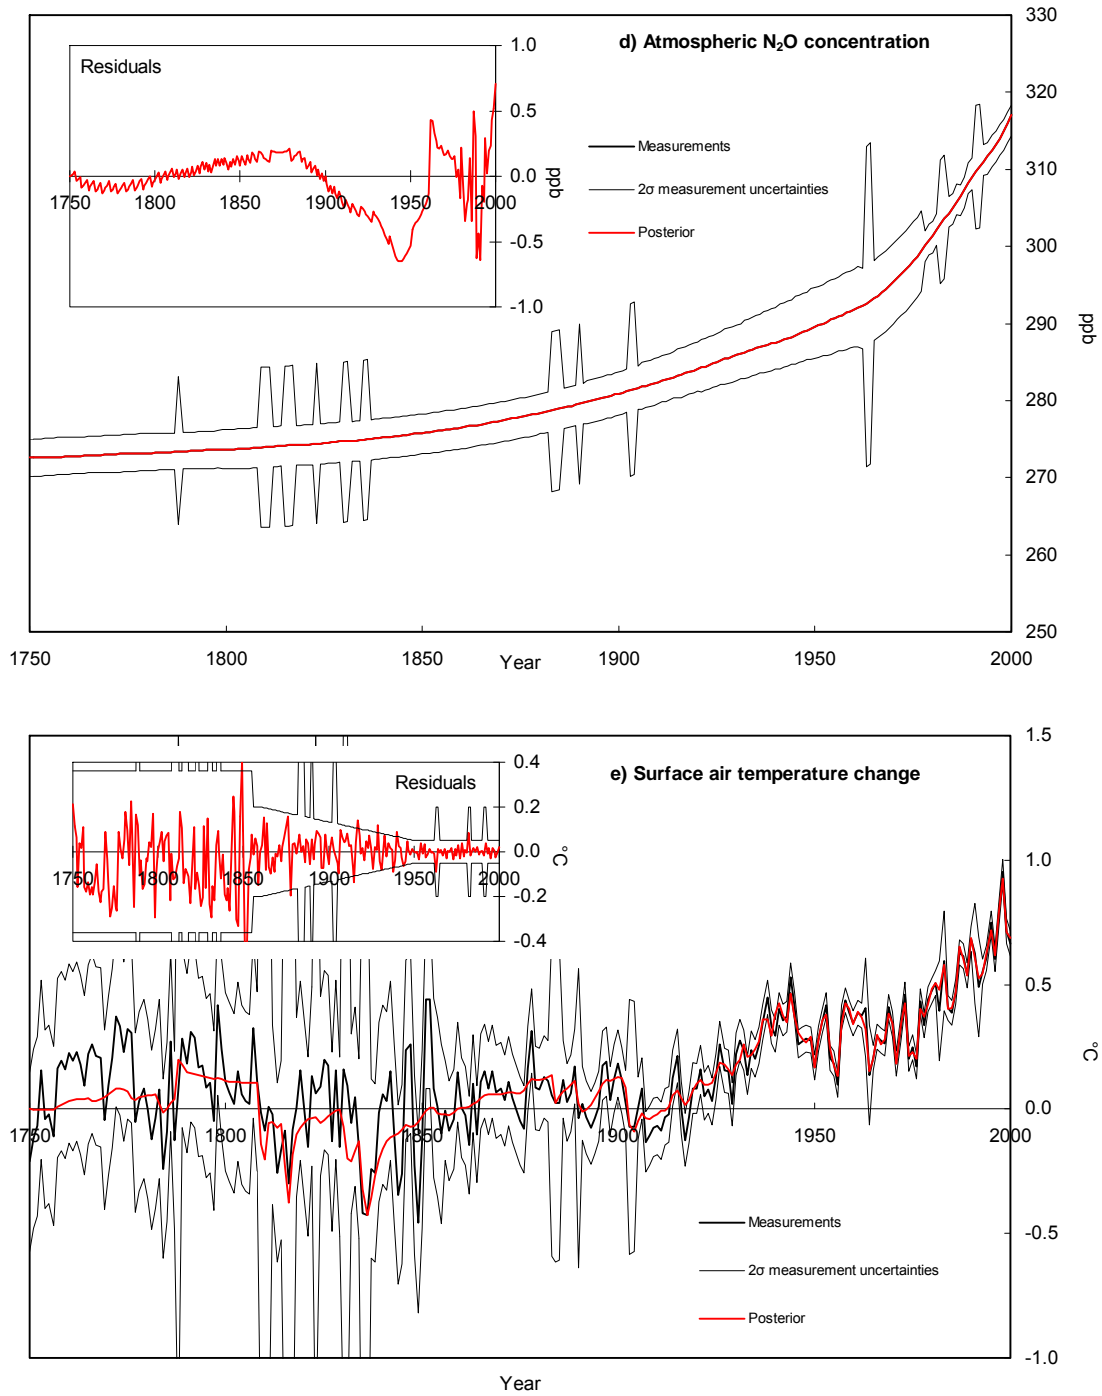 330
d) Atmospheric N₂O concentration
1.0
Residuals
320
0.5
Measurements
310
0.0
ppb
1750 1800 1850 1900 1950 2000
2σ measurement uncertainties
Posterior
-0.5
300
-1.0
290
ppb
280
270
260
250
1750 1800 1850 1900 1950 2000
Year
1.5
0.4
Residuals
e) Surface air temperature change
0.2
0.0
°C
1750 1800 1850 1900 1950 2000
-0.2
-0.4
1.0
0.5
°C
0.0
1750 1800 1850 1900 1950 2000
Measurements
-0.5
2σ measurement uncertainties
Posterior
-1.0
Year